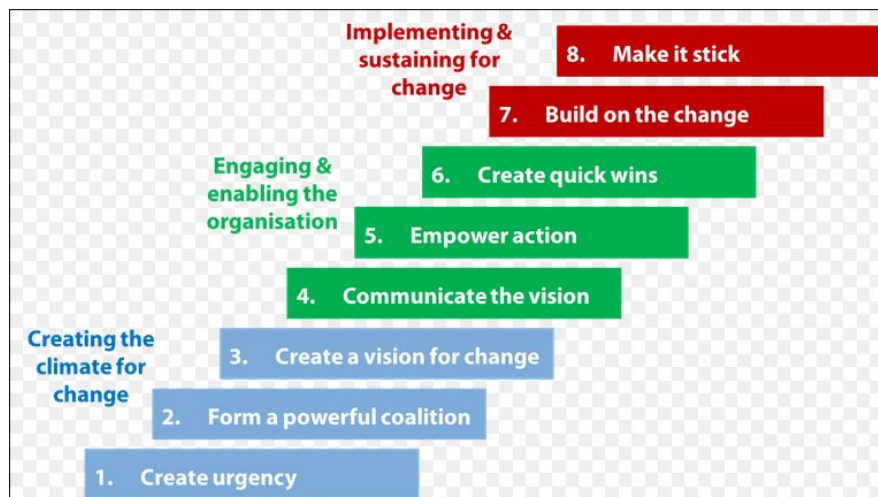 Implementing &
sustaining for
change
8. Make it stick
7. Build on the change
Engaging &
enabling the
organisation
6. Create quick wins
5. Empower action
4. Communicate the vision
Creating the
climate for
change
3. Create a vision for change
2. Form a powerful coalition
1. Create urgency